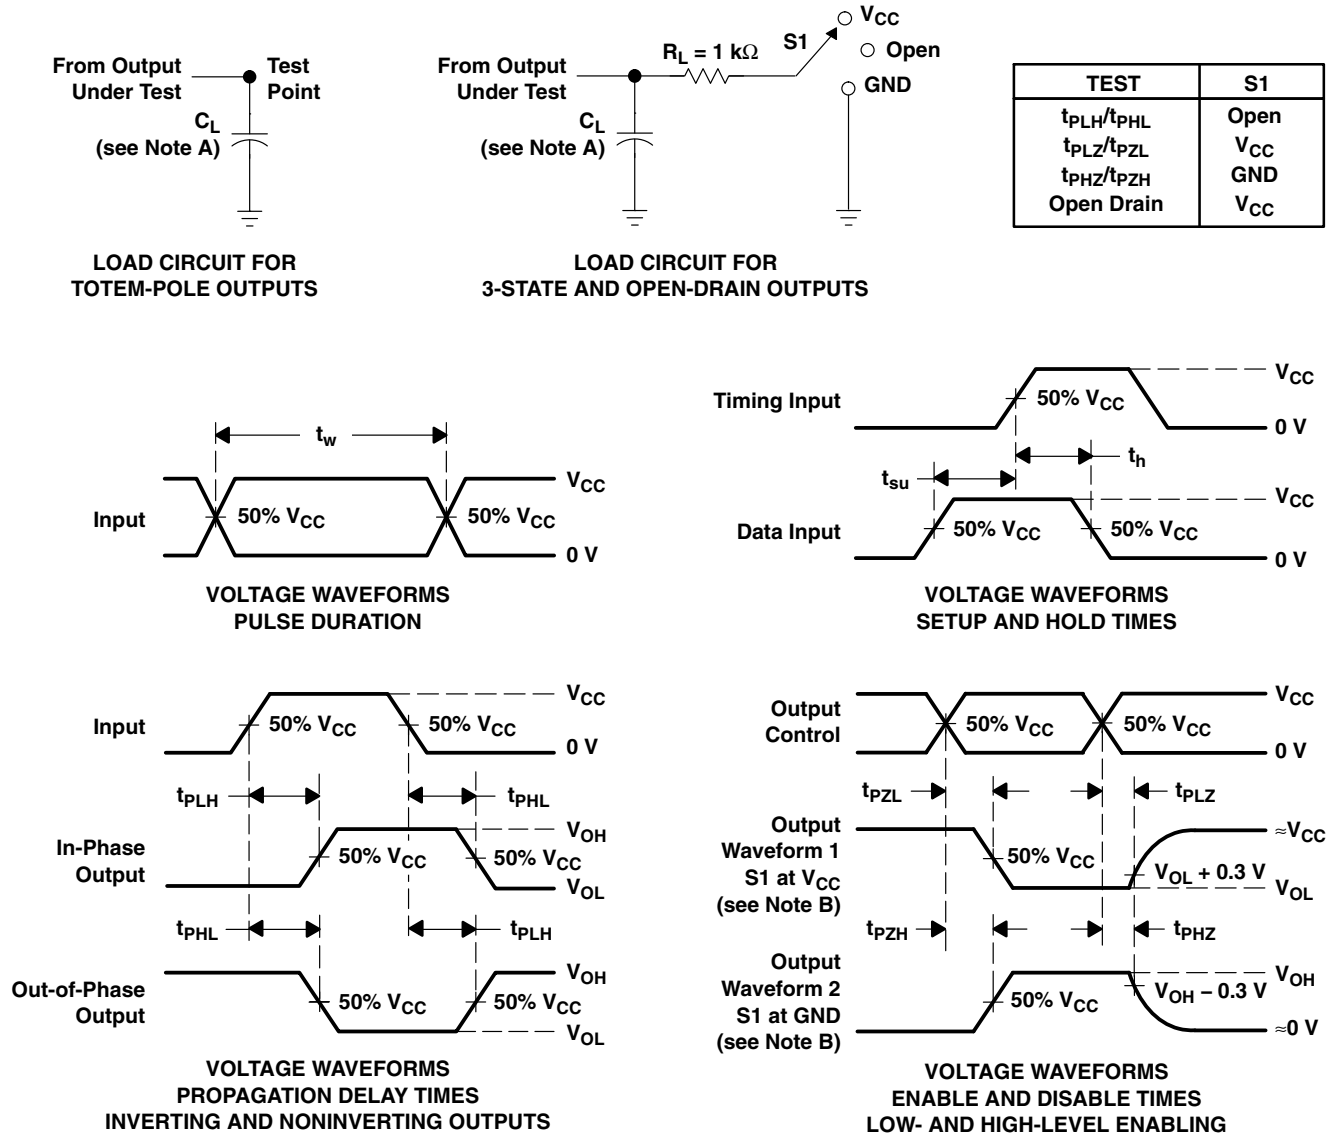 From Output
Under Test
Test
Point
CL
(see Note A)
LOAD CIRCUIT FOR
TOTEM-POLE OUTPUTS
From Output
Under Test
RL = 1 kΩ
S1
VCC
Open
GND
CL
(see Note A)
LOAD CIRCUIT FOR
3-STATE AND OPEN-DRAIN OUTPUTS
TEST S1
tPLH/tPHL Open
tPLZ/tPZL VCC
tPHZ/tPZH GND
Open Drain VCC
tw
Input
50% VCC
50% VCC
VCC
0 V
VOLTAGE WAVEFORMS
PULSE DURATION
Timing Input
50% VCC
VCC
0 V
tsu
th
Data Input
50% VCC
50% VCC
VCC
0 V
VOLTAGE WAVEFORMS
SETUP AND HOLD TIMES
Input
50% VCC
50% VCC
VCC
0 V
tPLH
tPHL
In-Phase
Output
50% VCC
50% VCC
VOH
VOL
tPHL
tPLH
Out-of-Phase
Output
50% VCC
50% VCC
VOH
VOL
VOLTAGE WAVEFORMS
PROPAGATION DELAY TIMES
INVERTING AND NONINVERTING OUTPUTS
Output
Control
50% VCC
50% VCC
VCC
0 V
tPZL
tPLZ
Output
Waveform 1
S1 at VCC
(see Note B)
50% VCC
VOL + 0.3 V
≈VCC
VOL
tPZH
tPHZ
Output
Waveform 2
S1 at GND
(see Note B)
50% VCC
VOH − 0.3 V
VOH
≈0 V
VOLTAGE WAVEFORMS
ENABLE AND DISABLE TIMES
LOW- AND HIGH-LEVEL ENABLING